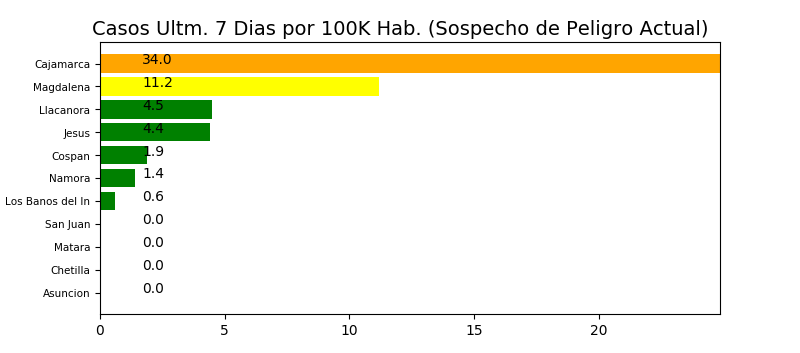 Casos Ultm. 7 Dias por 100K Hab. (Sospecho de Peligro Actual)
Cajamarca 34.0
Magdalena 11.2
Llacanora 4.5
Jesus 4.4
Cospan 1.9
Namora 1.4
Los Banos del In 0.6
San Juan 0.0
Matara 0.0
Chetilla 0.0
Asuncion 0.0
0 5 10 15 20